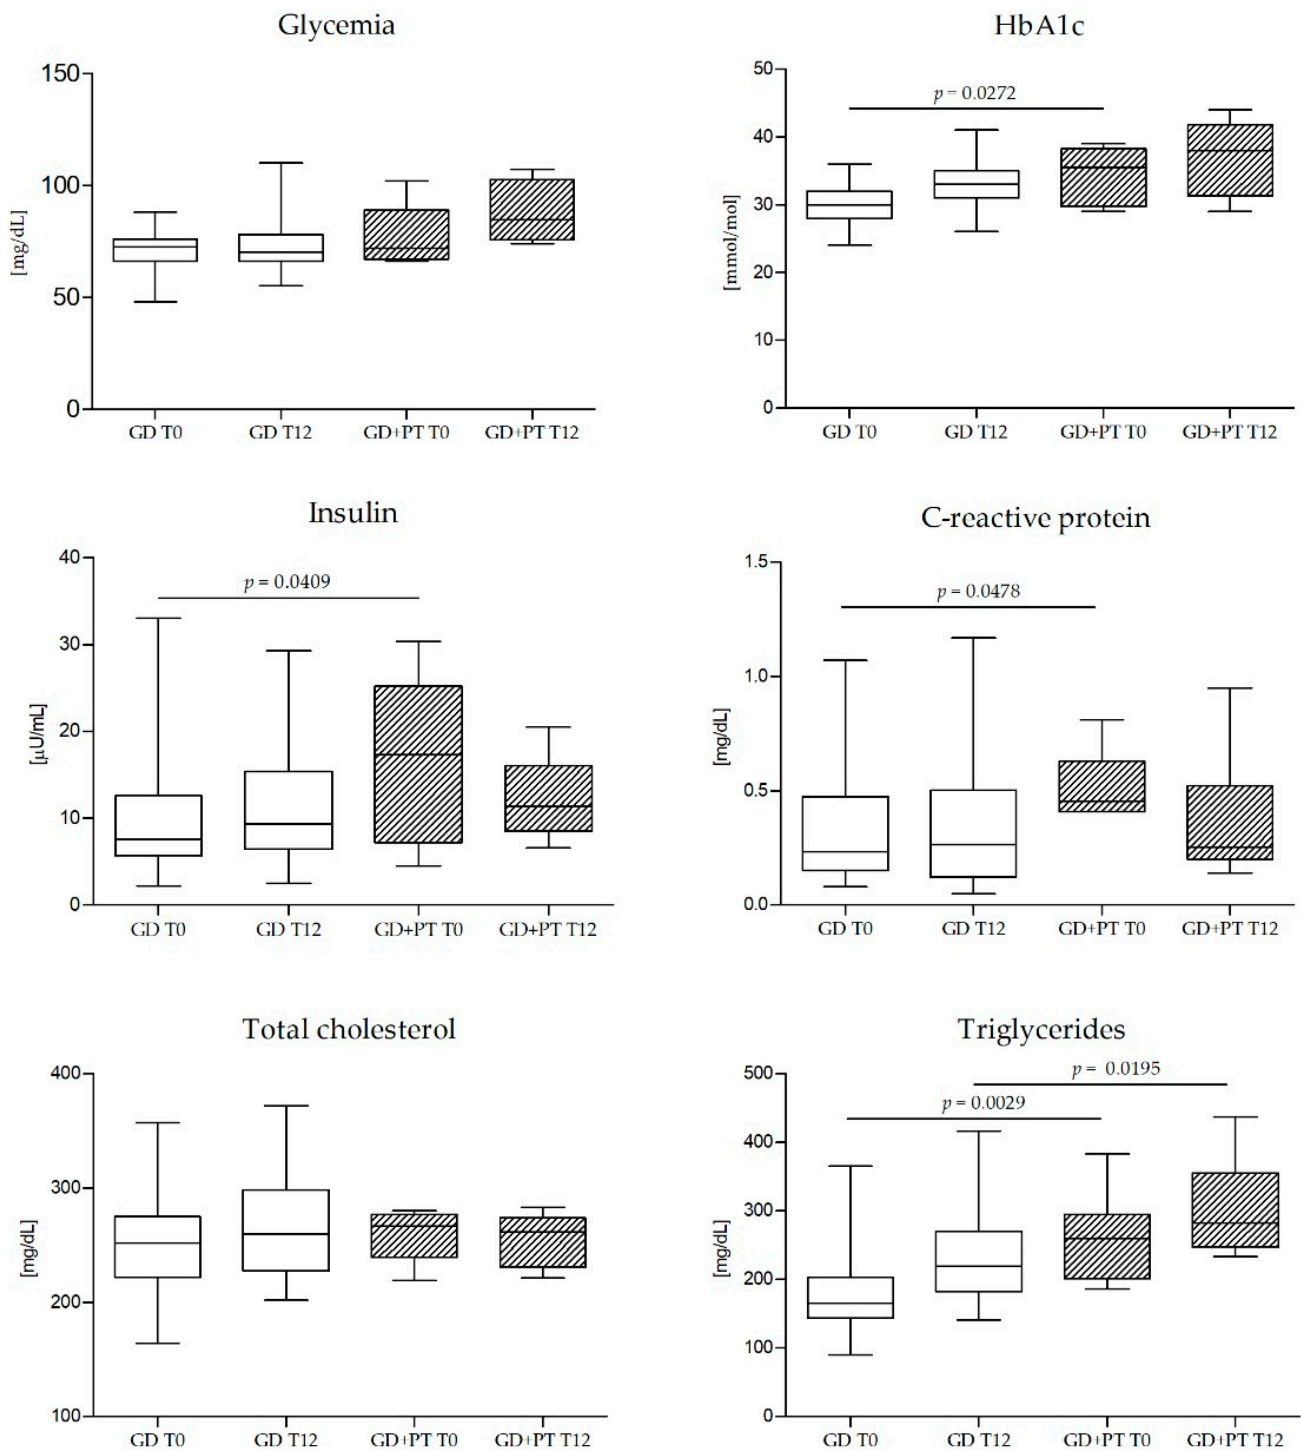 Glycemia
150
100
50
0
[mg/dL]
GD T0 GD T12 GD+PT T0 GD+PT T12
HbA1c
50
40
30
20
10
0
[mmol/mol]
p = 0.0272
GD T0 GD T12 GD+PT T0 GD+PT T12
Insulin
40
30
20
10
0
[μU/mL]
p = 0.0409
GD T0 GD T12 GD+PT T0 GD+PT T12
C-reactive protein
1.5
1.0
0.5
0.0
[mg/dL]
p = 0.0478
GD T0 GD T12 GD+PT T0 GD+PT T12
Total cholesterol
400
300
200
100
[mg/dL]
GD T0 GD T12 GD+PT T0 GD+PT T12
Triglycerides
500
400
300
200
100
0
[mg/dL]
p = 0.0195
p = 0.0029
GD T0 GD T12 GD+PT T0 GD+PT T12